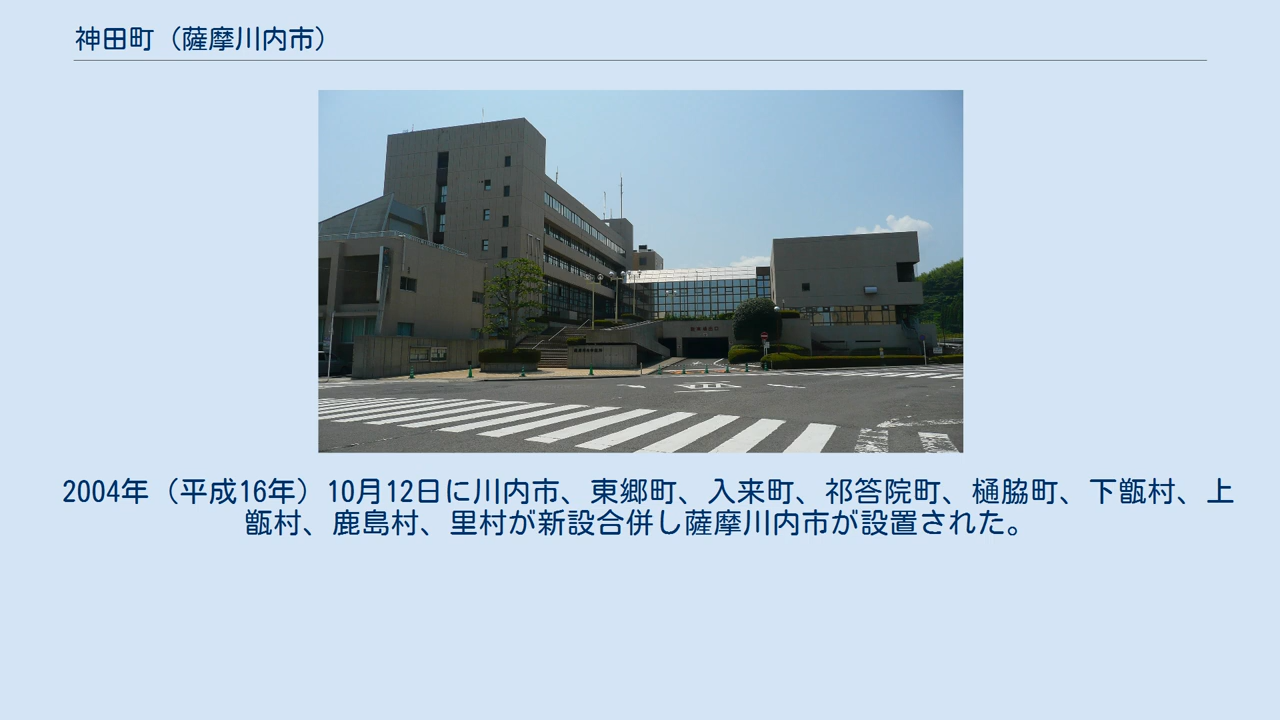 神田町（薩摩川内市）
2004年（平成16年）10月12日に川内市、東郷町、入来町、祁答院町、樋脇町、下甑村、上
甑村、鹿島村、里村が新設合併し薩摩川内市が設置された。